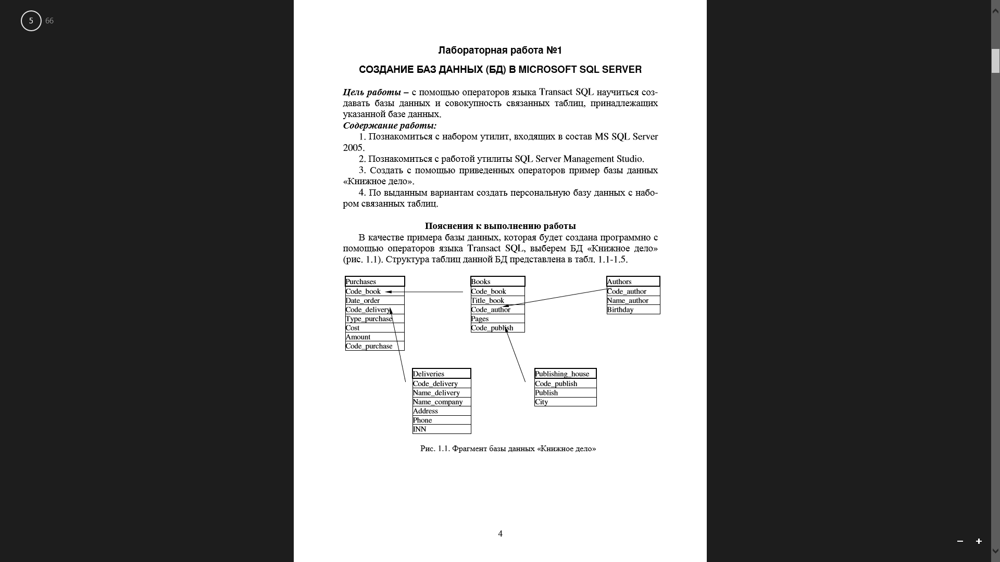 5 66
Лабораторная работа №1
СОЗДАНИЕ БАЗ ДАННЫХ (БД) В MICROSOFT SQL SERVER
Цель работы – с помощью операторов языка Transact SQL научиться соз-
давать базы данных и совокупность связанных таблиц, принадлежащих
указанной базе данных.
Содержание работы:
1. Познакомиться с набором утилит, входящих в состав MS SQL Server
2005.
2. Познакомиться с работой утилиты SQL Server Management Studio.
3. Создать с помощью приведенных операторов пример базы данных
«Книжное дело».
4. По выданным вариантам создать персональную базу данных с набо-
ром связанных таблиц.
Пояснения к выполнению работы
В качестве примера базы данных, которая будет создана программно с
помощью операторов языка Transact SQL, выберем БД «Книжное дело»
(рис. 1.1). Структура таблиц данной БД представлена в табл. 1.1-1.5.
Purchases
Code_book
Date_order
Code_delivery
Type_purchase
Cost
Amount
Code_purchase
Books
Code_book
Title_book
Code_author
Pages
Code_publish
Authors
Code_author
Name_author
Birthday
Deliveries
Code_delivery
Name_delivery
Name_company
Address
Phone
INN
Publishing_house
Code_publish
Publish
City
Рис. 1.1. Фрагмент базы данных «Книжное дело»
4